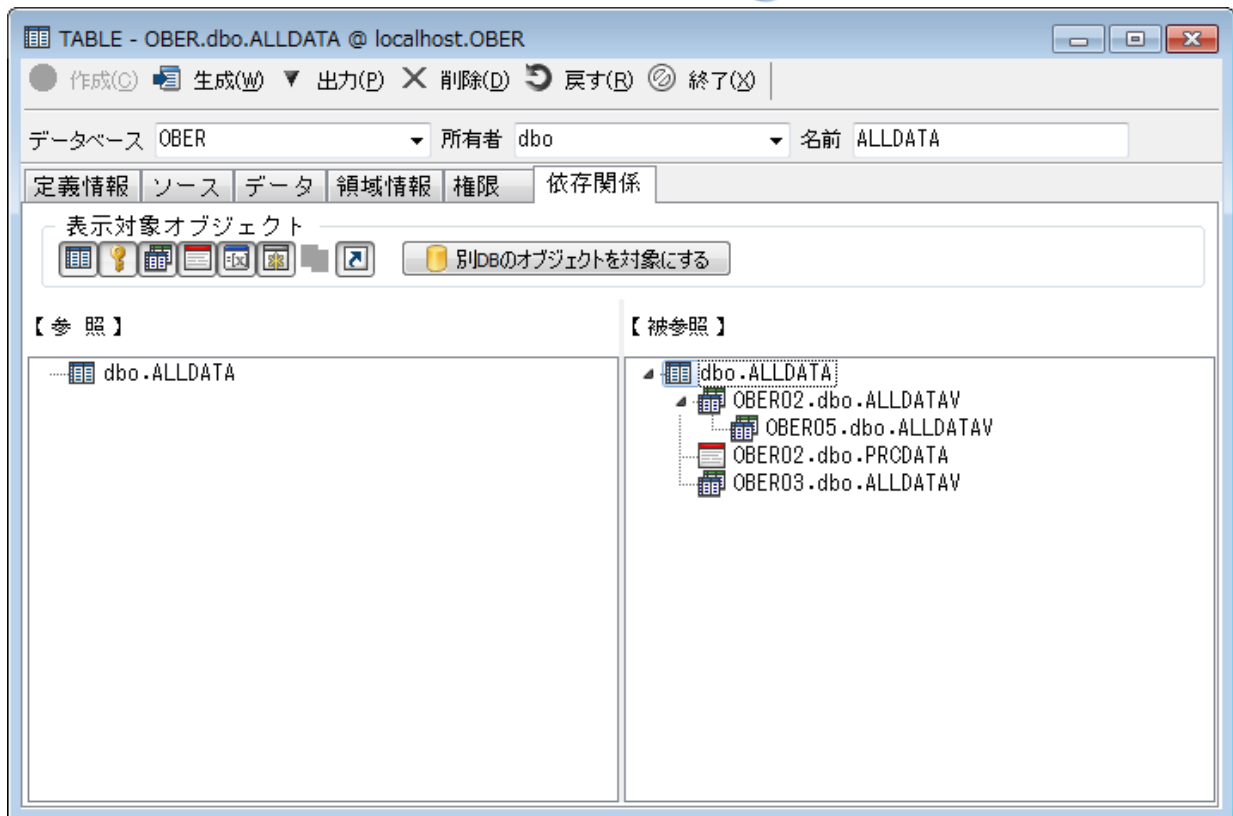 TABLE - OBER.dbo.ALLDATA @ localhost.OBER
作成(C) 生成(W) ▼ 出力(P) 削除(D) 戻す(R) 終了(X)
データベース OBER 所有者 dbo 名前 ALLDATA
定義情報 ソース データ 領域情報 権限 依存関係
表示対象オブジェクト
別DBのオブジェクトを対象にする
【参 照】 【被参照】
dbo.ALLDATA
dbo.ALLDATA
OBER02.dbo.ALLDATAV
OBER05.dbo.ALLDATAV
OBER02.dbo.PRCDATA
OBER03.dbo.ALLDATAV